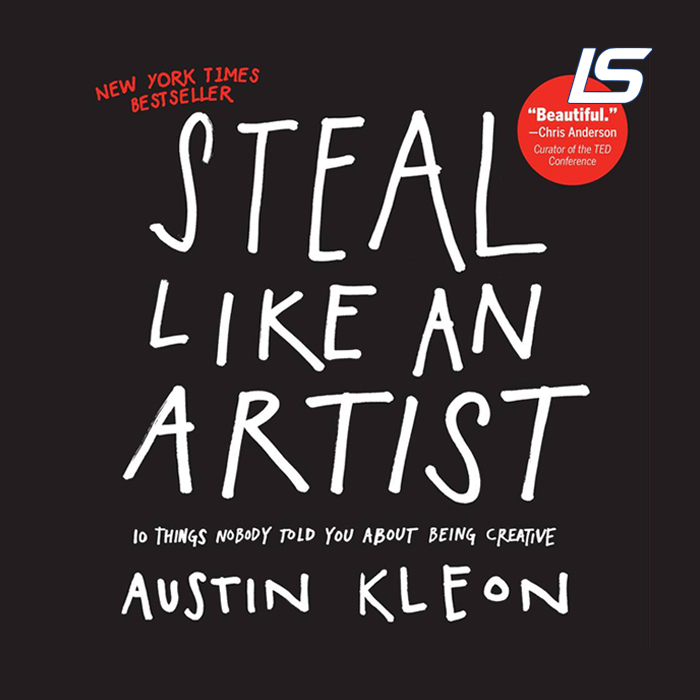 NEW YORK TIMES
BESTSELLER
LS
“Beautiful.”
—Chris Anderson
Curator of the TED
Conference
STEAL
LIKE AN
ARTIST
10 THINGS NOBODY TOLD YOU ABOUT BEING CREATIVE
AUSTIN KLEON